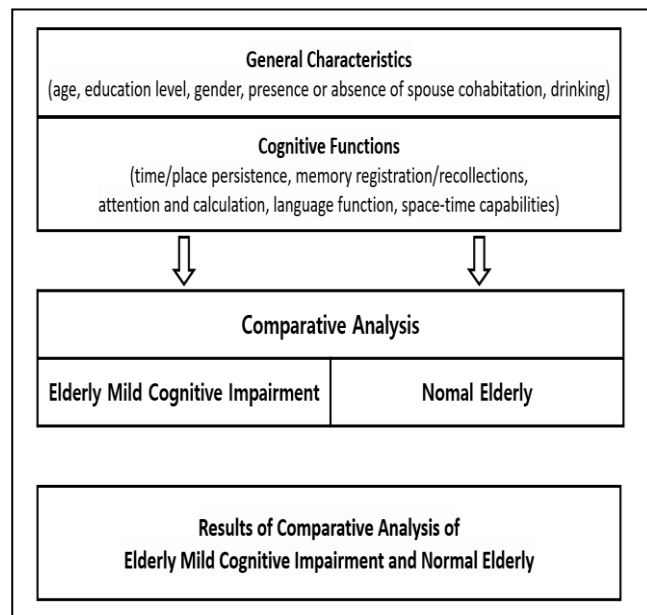 General Characteristics
(age, education level, gender, presence or absence of spouse cohabitation, drinking)
Cognitive Functions
(time/place persistence, memory registration/recollections,
attention and calculation, language function, space-time capabilities)
Comparative Analysis
Elderly Mild Cognitive Impairment
Nomal Elderly
Results of Comparative Analysis of
Elderly Mild Cognitive Impairment and Normal Elderly